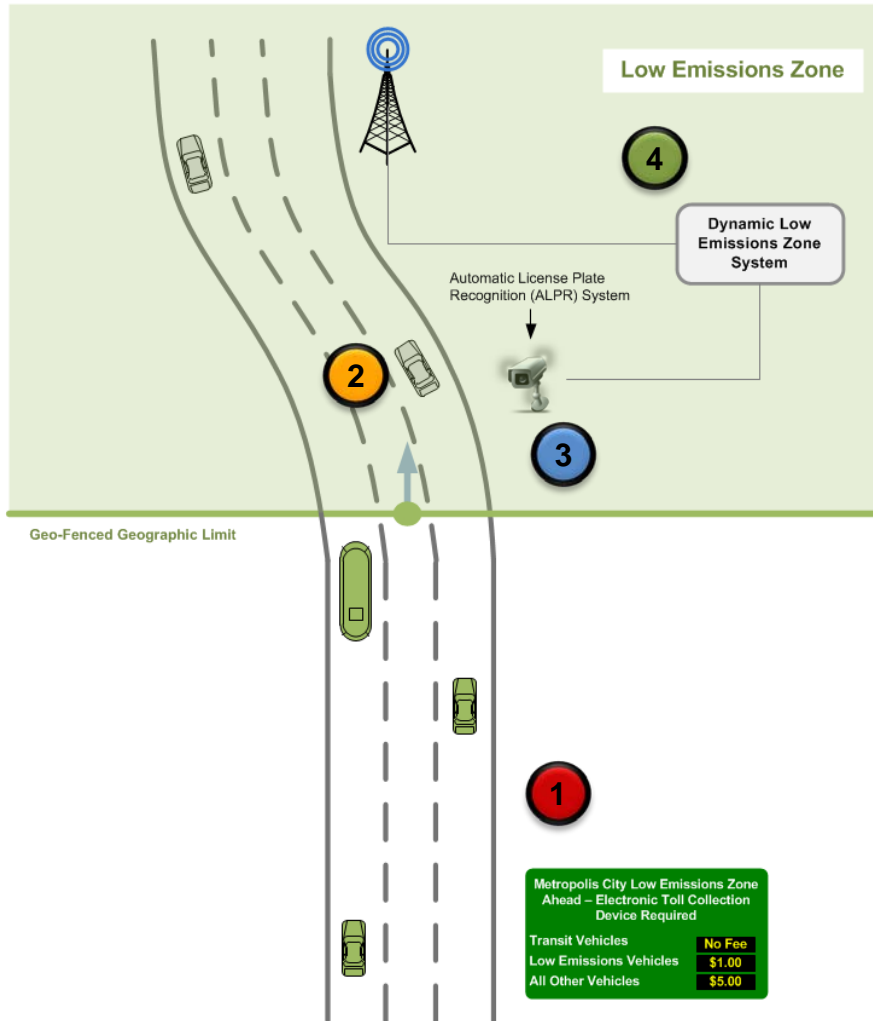 Low Emissions Zone
4
Dynamic Low
Emissions Zone
System
Automatic License Plate
Recognition (ALPR) System
2
3
Geo-Fenced Geographic Limit
1
Metropolis City Low Emissions Zone
Ahead – Electronic Toll Collection
Device Required
Transit Vehicles No Fee
Low Emissions Vehicles $1.00
All Other Vehicles $5.00